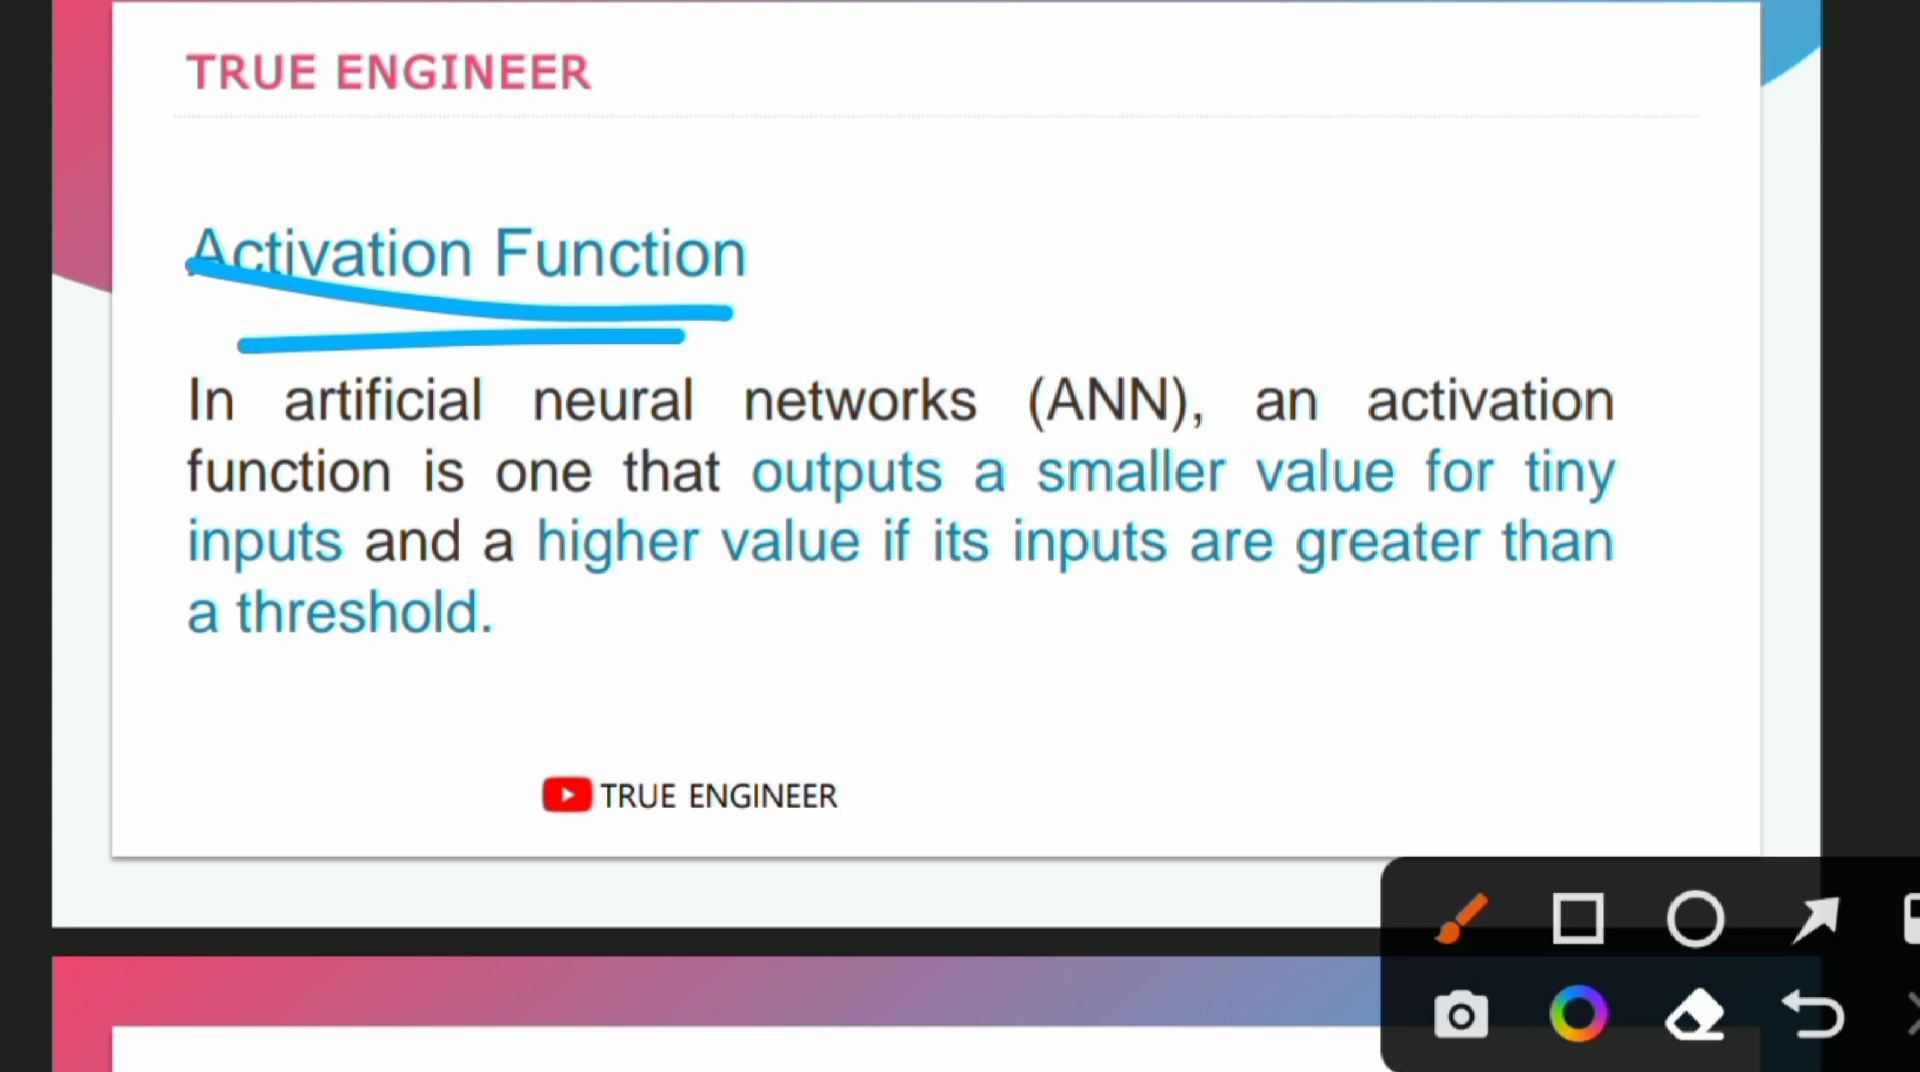 TRUE ENGINEER
Activation Function
In artificial neural networks (ANN), an activation
function is one that outputs a smaller value for tiny
inputs and a higher value if its inputs are greater than
a threshold.
TRUE ENGINEER